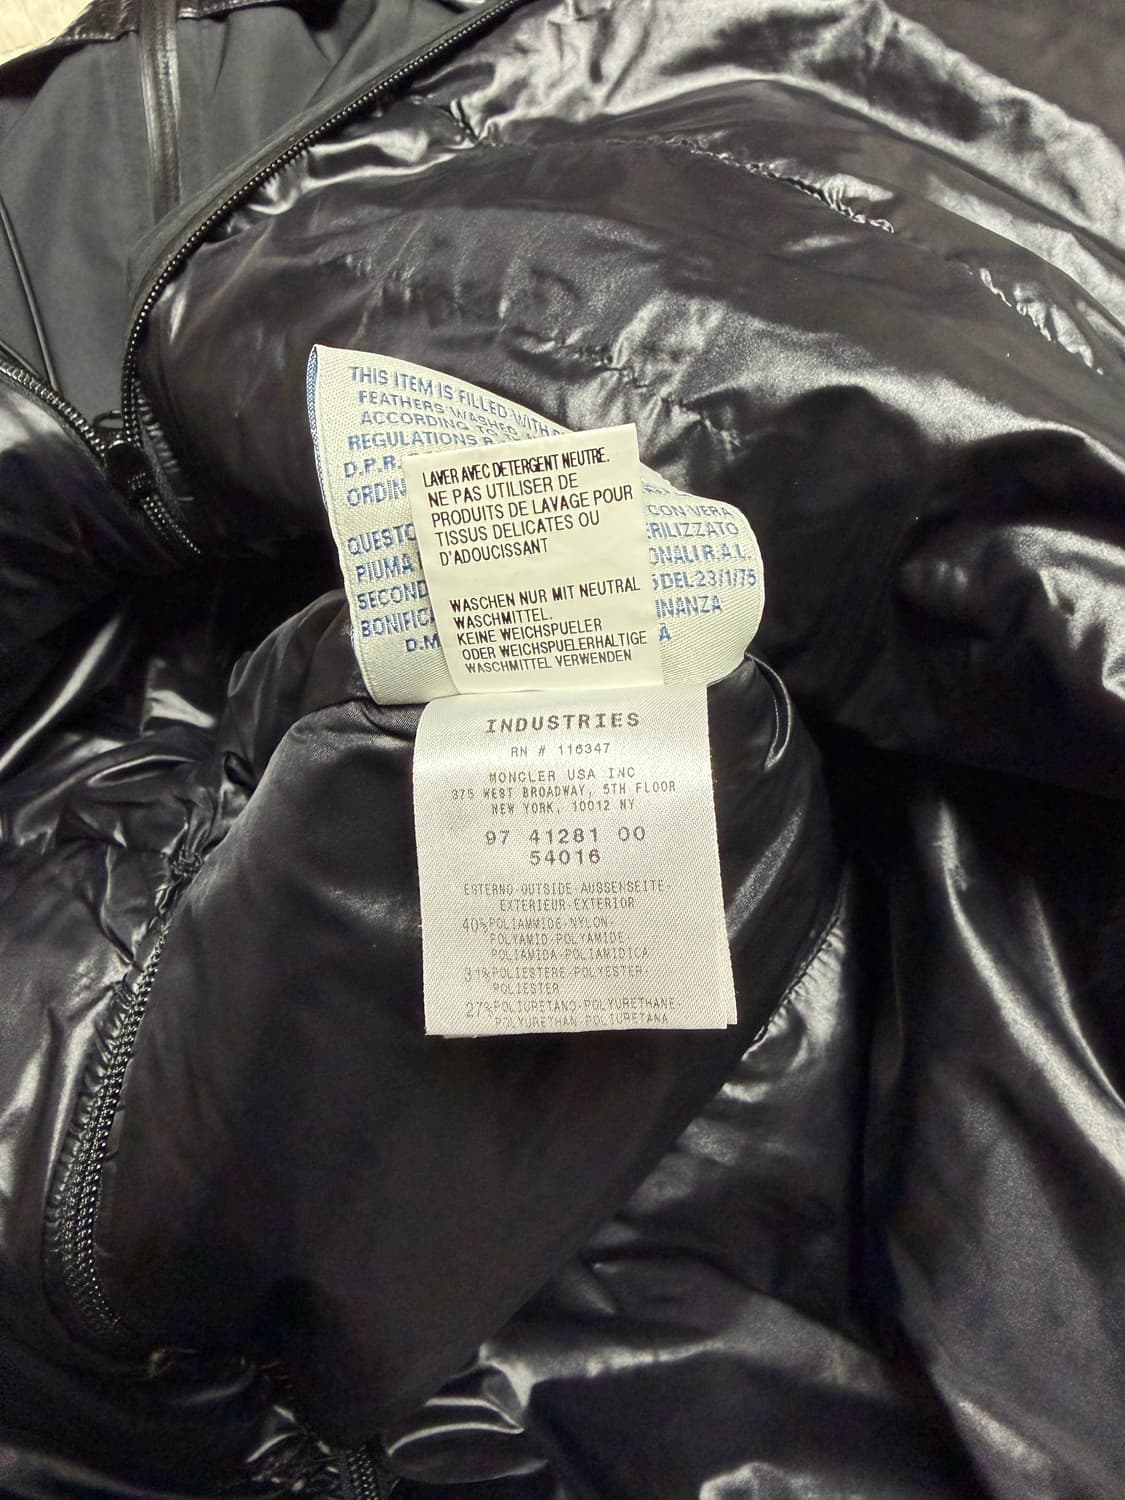 THIS ITEM IS FILLED WITH
FEATHERS WASHED
ACCORDING TO
REGULATIONS R.
D.P.R.
ORDIN
QUESTO
CON VERA
PIUMA
RILIZZATO
SECOND
ONALI R.A.L.
BONIFIC
DEL 23/1/75
INANZA
D.M
A
LAVER AVEC DETERGENT NEUTRE.
NE PAS UTILISER DE
PRODUITS DE LAVAGE POUR
TISSUS DELICATES OU
D'ADOUCISSANT
WASCHEN NUR MIT NEUTRAL
WASCHMITTEL.
KEINE WEICHSPUELER
ODER WEICHSPUELERHALTIGE
WASCHMITTEL VERWENDEN
INDUSTRIES
RN # 116347
MONCLER USA INC
375 WEST BROADWAY, 5TH FLOOR
NEW YORK, 10012 NY
97 41281 00
54016
ESTERNO-OUTSIDE-AUSSENSEITE-
EXTERIEUR-EXTERIOR
40%POLIAMMIDE-NYLON-
POLYAMID-POLYAMIDE-
POLIAMIDA-POLIAMIDICA
31%POLIESTERE-POLYESTER-
POLIESTER
27%POLIURETANO-POLYURETHANE-
POLYURETHAN-POLIURETANA